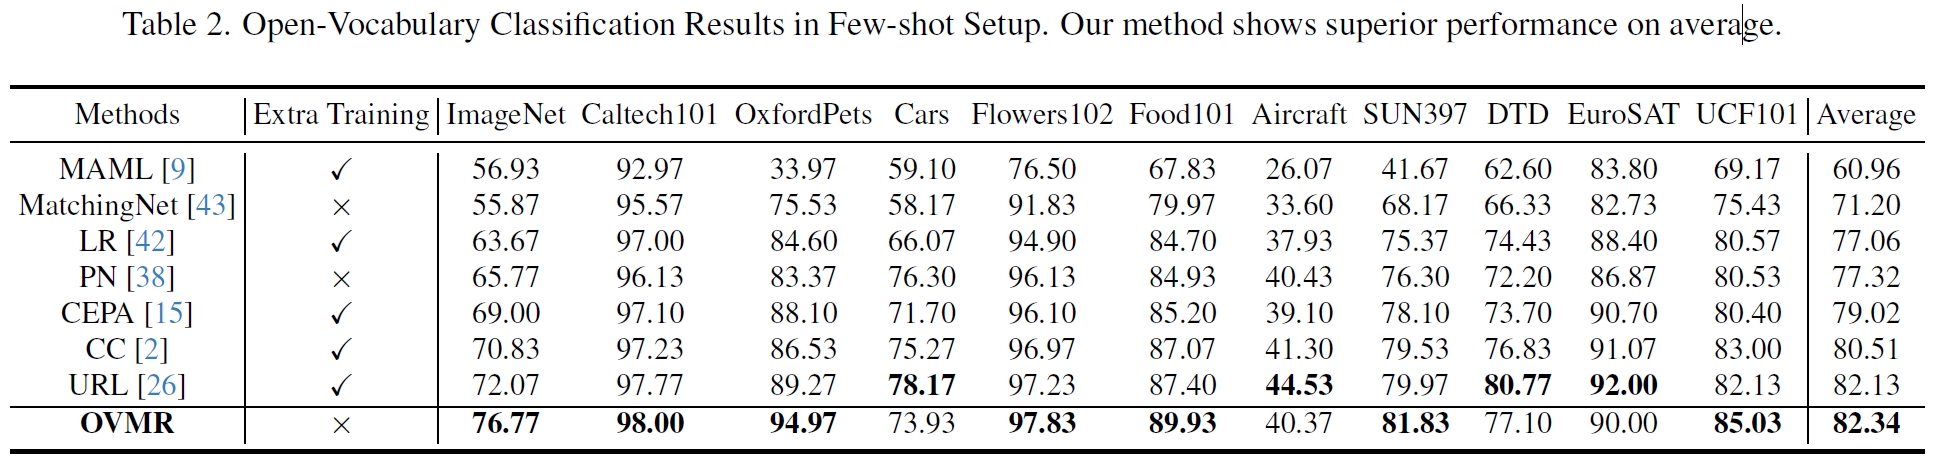 Table 2. Open-Vocabulary Classification Results in Few-shot Setup. Our method shows superior performance on average.
Methods Extra Training ImageNet Caltech101 OxfordPets Cars Flowers102 Food101 Aircraft SUN397 DTD EuroSAT UCF101 Average
MAML [9] ✓ 56.93 92.97 33.97 59.10 76.50 67.83 26.07 41.67 62.60 83.80 69.17 60.96
MatchingNet [43] × 55.87 95.57 75.53 58.17 91.83 79.97 33.60 68.17 66.33 82.73 75.43 71.20
LR [42] ✓ 63.67 97.00 84.60 66.07 94.90 84.70 37.93 75.37 74.43 88.40 80.57 77.06
PN [38] × 65.77 96.13 83.37 76.30 96.13 84.93 40.43 76.30 72.20 86.87 80.53 77.32
CEPA [15] ✓ 69.00 97.10 88.10 71.70 96.10 85.20 39.10 78.10 73.70 90.70 80.40 79.02
CC [2] ✓ 70.83 97.23 86.53 75.27 96.97 87.07 41.30 79.53 76.83 91.07 83.00 80.51
URL [26] ✓ 72.07 97.77 89.27 78.17 97.23 87.40 44.53 79.97 80.77 92.00 82.13 82.13
OVMR × 76.77 98.00 94.97 73.93 97.83 89.93 40.37 81.83 77.10 90.00 85.03 82.34